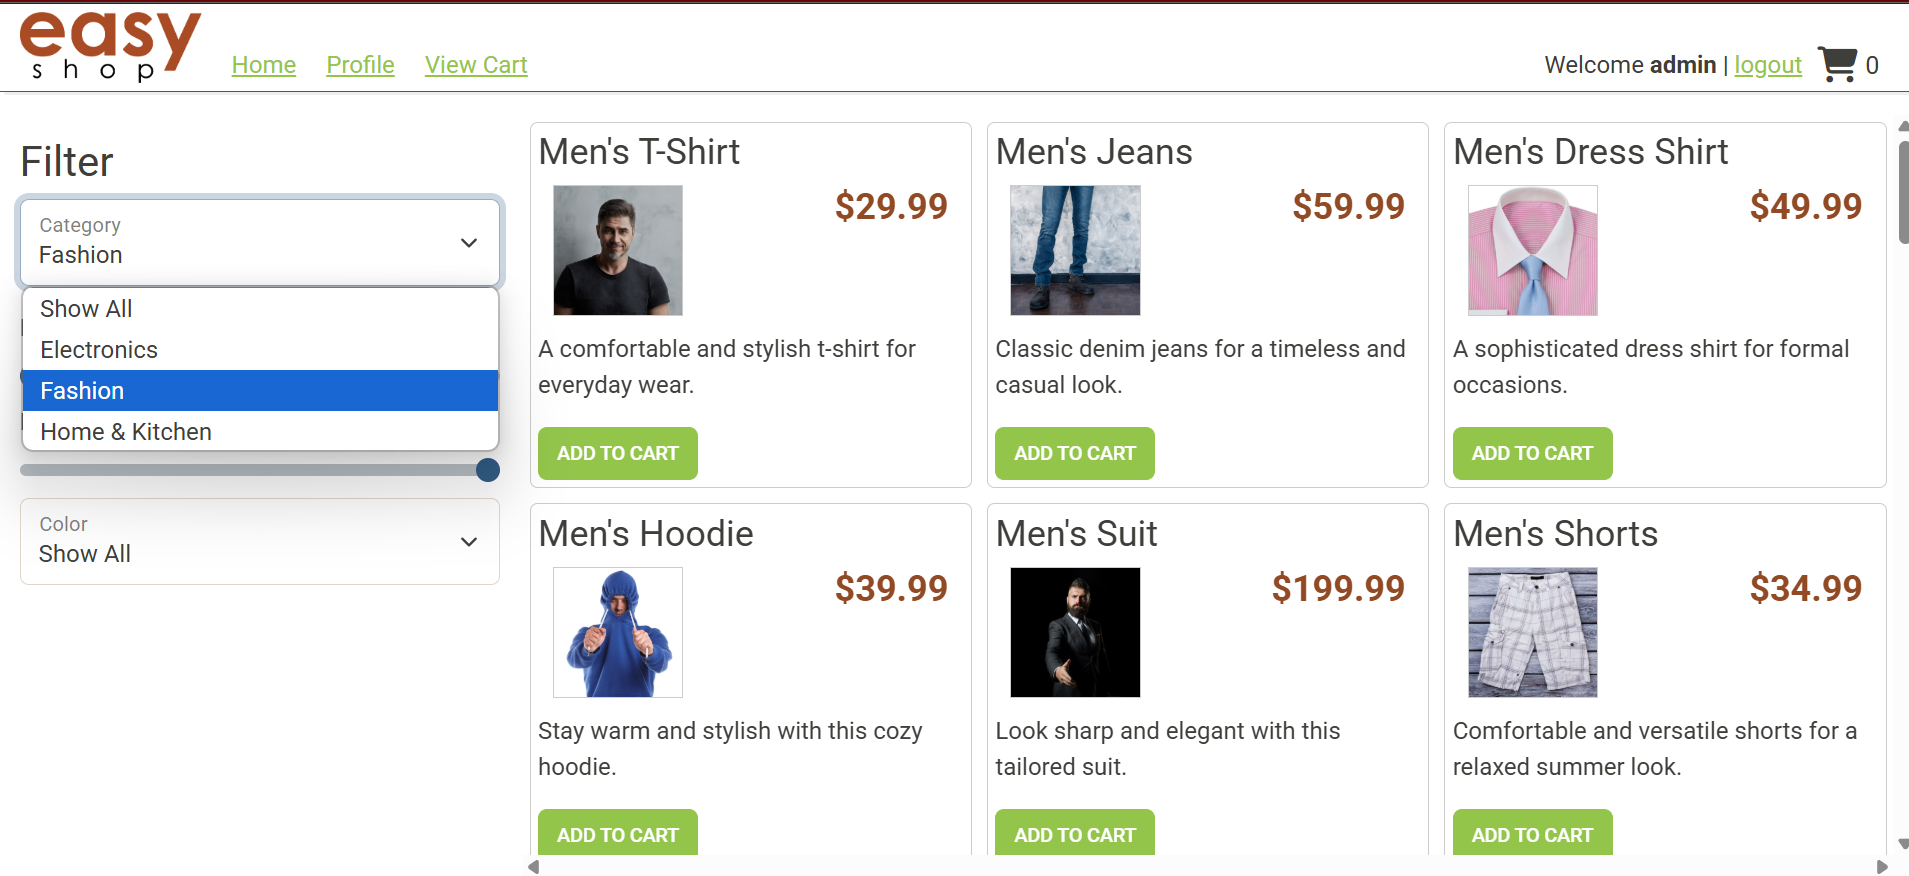 easy
shop
Home
Profile
View Cart
Welcome admin | logout
0
Filter
Category
Fashion
Show All
Electronics
Fashion
Home & Kitchen
Color
Show All
Men's T-Shirt
$29.99
A comfortable and stylish t-shirt for
everyday wear.
ADD TO CART
Men's Jeans
$59.99
Classic denim jeans for a timeless and
casual look.
ADD TO CART
Men's Dress Shirt
$49.99
A sophisticated dress shirt for formal
occasions.
ADD TO CART
Men's Hoodie
$39.99
Stay warm and stylish with this cozy
hoodie.
ADD TO CART
Men's Suit
$199.99
Look sharp and elegant with this
tailored suit.
ADD TO CART
Men's Shorts
$34.99
Comfortable and versatile shorts for a
relaxed summer look.
ADD TO CART